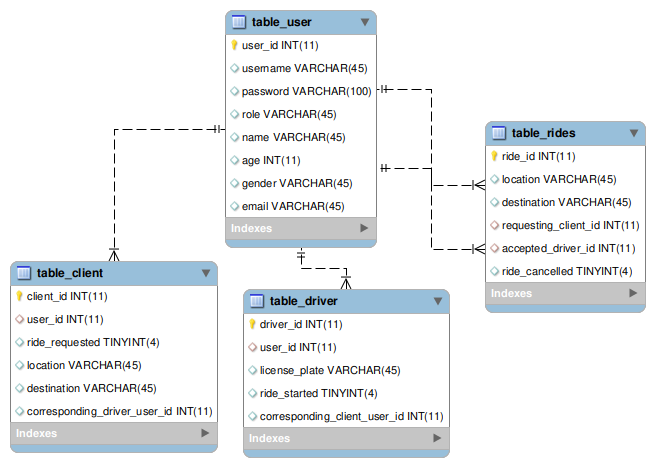 table_user
user_id INT(11)
username VARCHAR(45)
password VARCHAR(100)
role VARCHAR(45)
name VARCHAR(45)
age INT(11)
gender VARCHAR(45)
email VARCHAR(45)
Indexes
table_rides
ride_id INT(11)
location VARCHAR(45)
destination VARCHAR(45)
requesting_client_id INT(11)
accepted_driver_id INT(11)
ride_cancelled TINYINT(4)
Indexes
table_client
client_id INT(11)
user_id INT(11)
ride_requested TINYINT(4)
location VARCHAR(45)
destination VARCHAR(45)
corresponding_driver_user_id INT(11)
Indexes
table_driver
driver_id INT(11)
user_id INT(11)
license_plate VARCHAR(45)
ride_started TINYINT(4)
corresponding_client_user_id INT(11)
Indexes